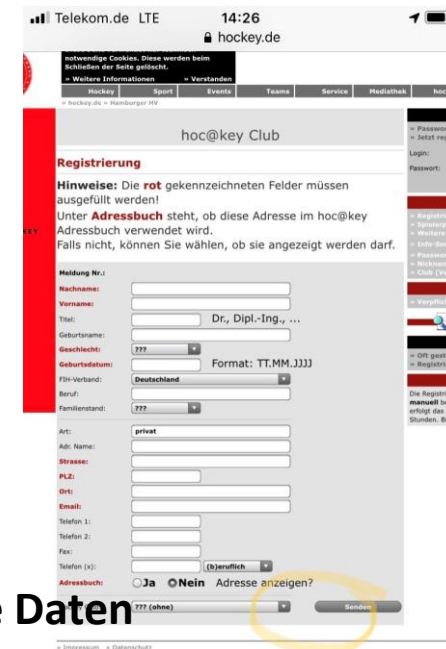 Telekom.de LTE 14:26
hockey.de
notwendige Cookies. Diese werden beim
Schließen der Seite gelöscht.
» Weitere Informationen » Verstanden
Hockey Sport Events Teams Service Mediathek
» hockey.de » Hamburger HV
hoc@key Club
Registrierung
Hinweise: Die rot gekennzeichneten Felder müssen
ausgefüllt werden!
Unter Adressbuch steht, ob diese Adresse im hoc@key
Adressbuch verwendet wird.
Falls nicht, können Sie wählen, ob sie angezeigt werden darf.
Meldung Nr.:
Nachname:
Vorname:
Titel: Dr., Dipl.-Ing., ...
Geburtsname:
Geschlecht: ???
Geburtsdatum: Format: TT.MM.JJJJ
FIH-Verband: Deutschland
Beruf:
Familienstand: ???
Art: privat
Adr. Name:
Strasse:
PLZ:
Ort:
Email:
Telefon 1:
Telefon 2:
Fax:
Telefon (x): (b)eruflich
Adressbuch: Ja Nein Adresse anzeigen?
??? (ohne) Senden
e Daten
» Impressum » Datenschutz
Login:
Passwort: